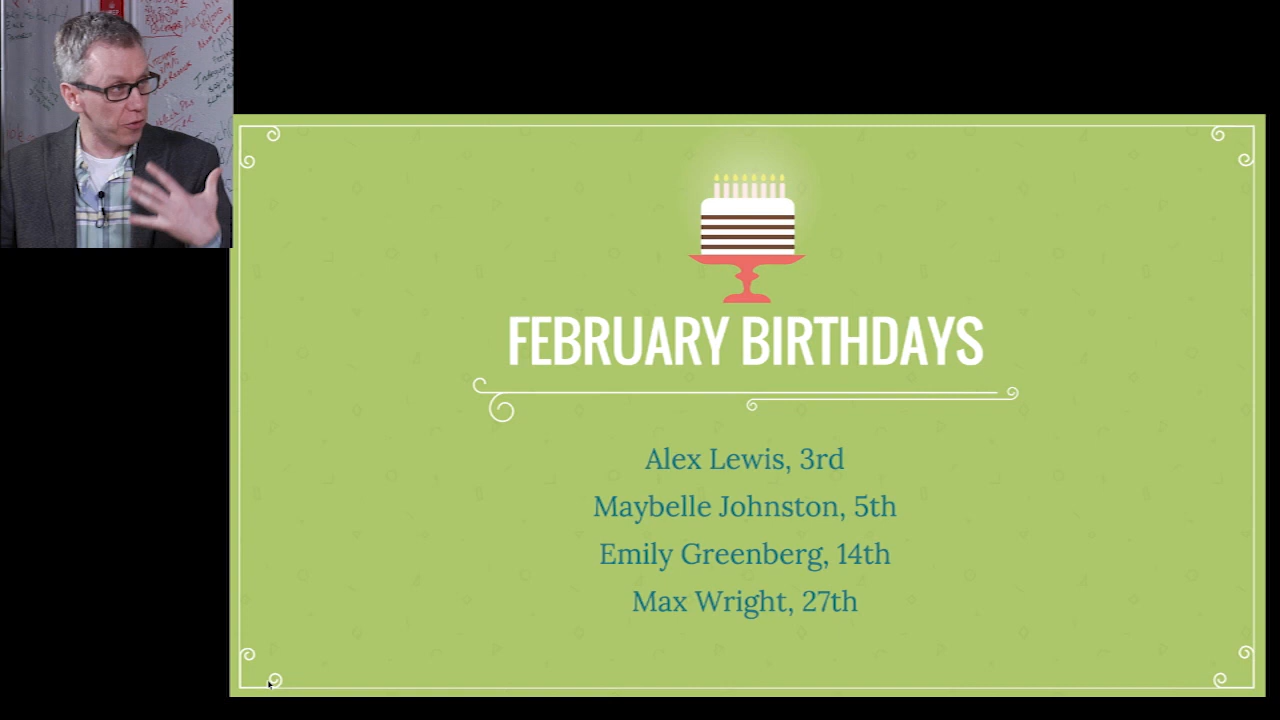 FEBRUARY BIRTHDAYS
Alex Lewis, 3rd
Maybelle Johnston, 5th
Emily Greenberg, 14th
Max Wright, 27th